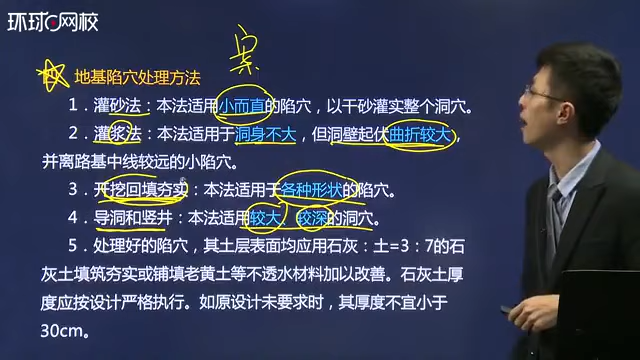 环球网校
案
地基陷穴处理方法
1．灌砂法：本法适用小而直的陷穴，以干砂灌实整个洞穴。
2．灌浆法：本法适用于洞身不大，但洞壁起伏曲折较大，
并离路基中线较远的小陷穴。
3．开挖回填夯实：本法适用于各种形状的陷穴。
4．导洞和竖井：本法适用较大、较深的洞穴。
5．处理好的陷穴，其土层表面均应用石灰：土=3：7的石
灰土填筑夯实或铺填老黄土等不透水材料加以改善。石灰土厚
度应按设计严格执行。如原设计未要求时，其厚度不宜小于
30cm。